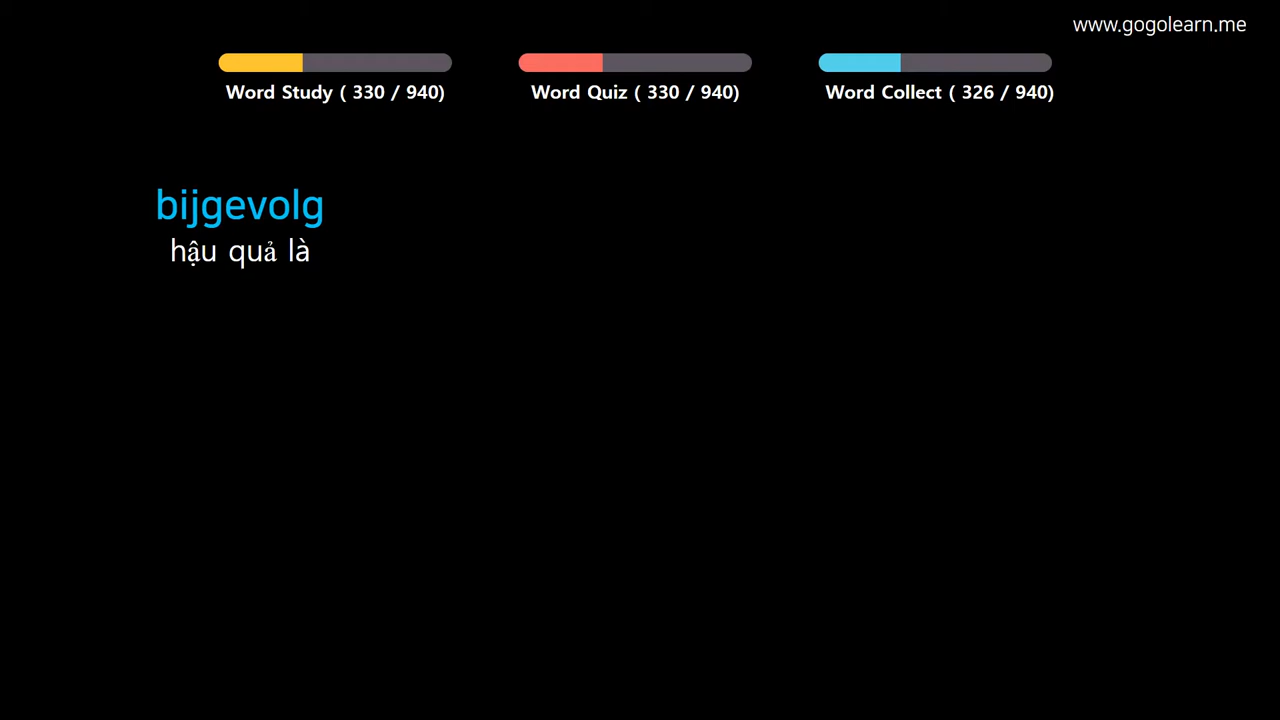 www.gogolearn.me
Word Study ( 330 / 940)
Word Quiz ( 330 / 940)
Word Collect ( 326 / 940)
bijgevolg
hậu quả là